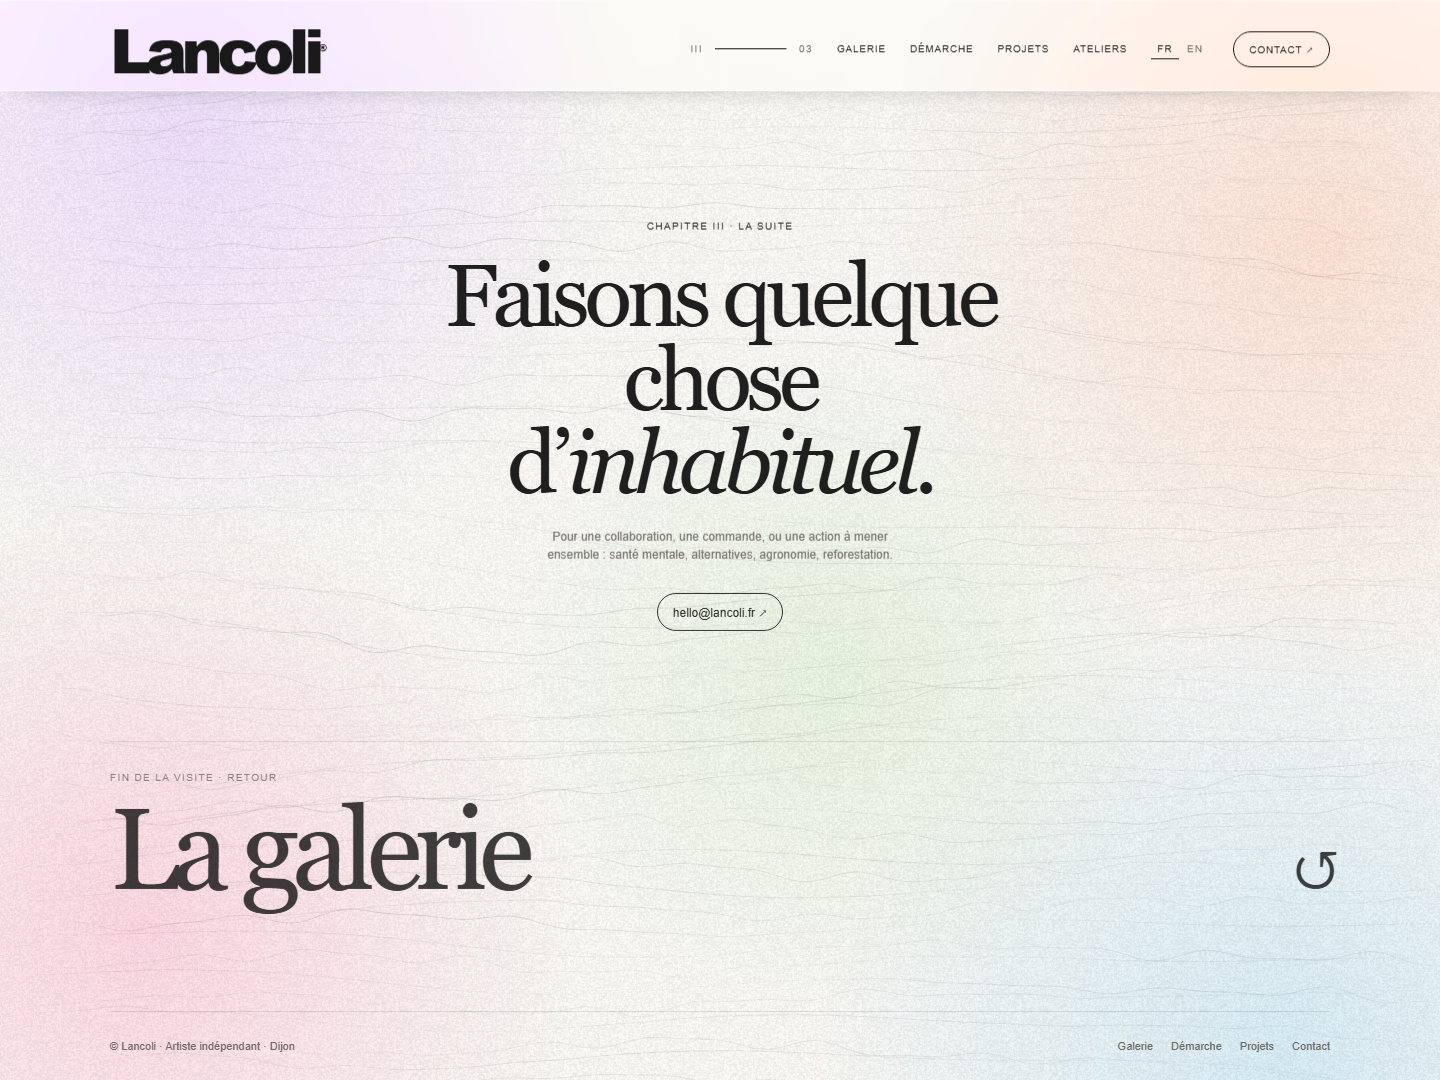 Lancoli®
III 03 GALERIE DÉMARCHE PROJETS ATELIERS FR EN CONTACT ↗
CHAPITRE III · LA SUITE
Faisons quelque
chose
d’inhabituel.
Pour une collaboration, une commande, ou une action à mener
ensemble : santé mentale, alternatives, agronomie, reforestation.
hello@lancoli.fr ↗
FIN DE LA VISITE · RETOUR
La galerie ↺
© Lancoli · Artiste indépendant · Dijon
Galerie Démarche Projets Contact